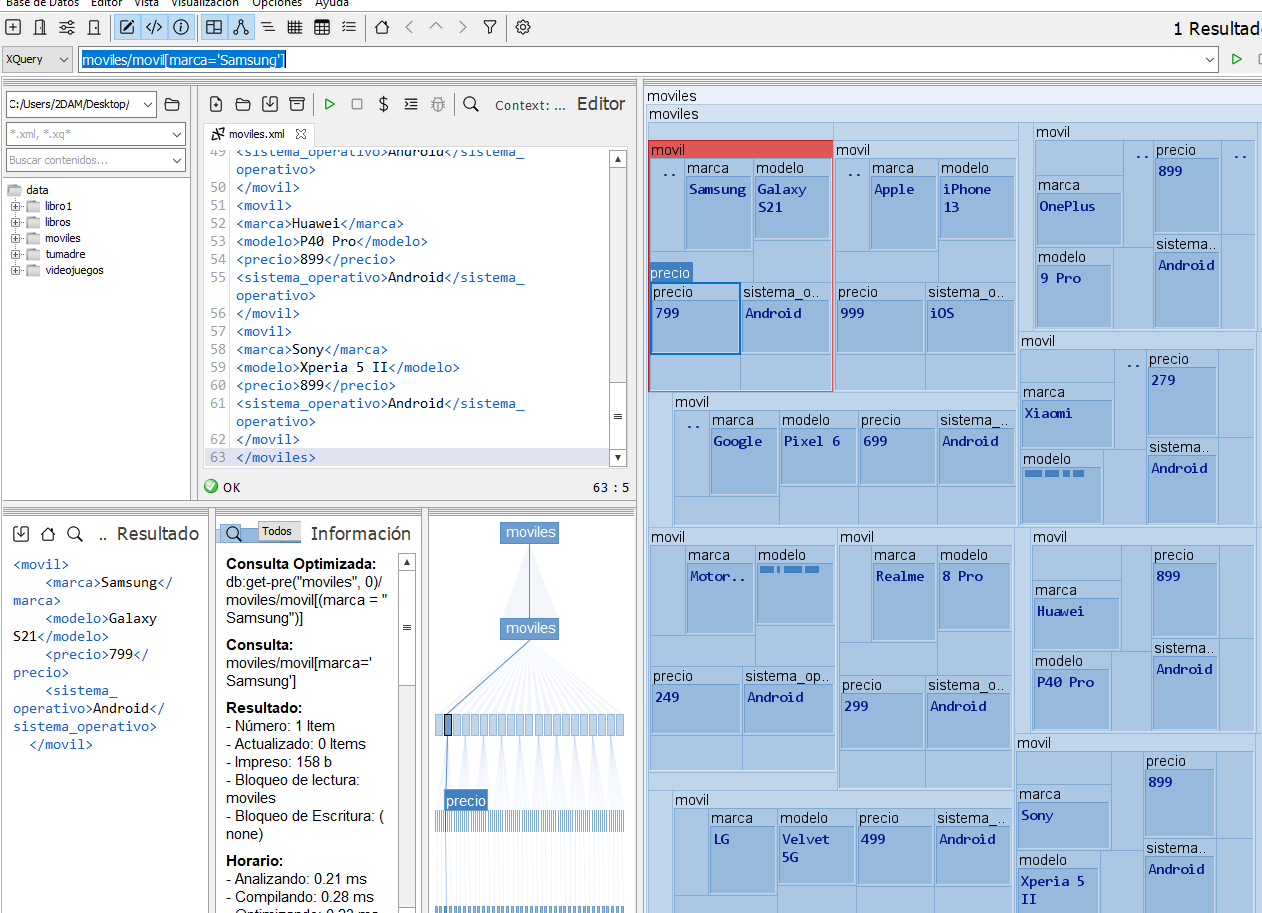 Base de Datos Editor Vista Visualización Opciones Ayuda
1 Resultad
XQuery
moviles/movil[marca='Samsung']
C:/Users/2DAM/Desktop/
*.xml, *.xq*
Buscar contenidos...
data
libro1
libros
moviles
tumadre
videojuegos
Context: ...
Editor
moviles.xml
49 <sistema_operativo>Android</sistema_
operativo>
50 </movil>
51 <movil>
52 <marca>Huawei</marca>
53 <modelo>P40 Pro</modelo>
54 <precio>899</precio>
55 <sistema_operativo>Android</sistema_
operativo>
56 </movil>
57 <movil>
58 <marca>Sony</marca>
59 <modelo>Xperia 5 II</modelo>
60 <precio>899</precio>
61 <sistema_operativo>Android</sistema_
operativo>
62 </movil>
63 </moviles>
OK
63 : 5
.. Resultado
<movil>
<marca>Samsung</
marca>
<modelo>Galaxy
S21</modelo>
<precio>799</
precio>
<sistema_
operativo>Android</
sistema_operativo>
</movil>
Todos
Información
Consulta Optimizada:
db:get-pre("moviles", 0)/
moviles/movil[(marca = "
Samsung")]
Consulta:
moviles/movil[marca='
Samsung']
Resultado:
- Número: 1 Item
- Actualizado: 0 Items
- Impreso: 158 b
- Bloqueo de lectura:
moviles
- Bloqueo de Escritura: (
none)
Horario:
- Analizando: 0.21 ms
- Compilando: 0.28 ms
moviles
moviles
precio
moviles
moviles
movil
..
marca
Samsung
modelo
Galaxy
S21
precio
precio
799
sistema_o..
Android
movil
..
marca
Apple
modelo
iPhone
13
precio
999
sistema_o..
iOS
movil
..
precio
899
..
marca
OnePlus
modelo
9 Pro
sistema..
Android
movil
..
marca
Google
modelo
Pixel 6
precio
699
sistema_..
Android
movil
..
precio
279
marca
Xiaomi
modelo
sistema..
Android
movil
marca
Motor..
modelo
precio
249
sistema_op..
Android
movil
marca
Realme
modelo
8 Pro
precio
299
sistema_o..
Android
movil
precio
899
marca
Huawei
modelo
P40 Pro
sistema..
Android
movil
marca
LG
modelo
Velvet
5G
precio
499
sistema_..
Android
movil
precio
899
marca
Sony
modelo
Xperia 5
II
sistema..
Android